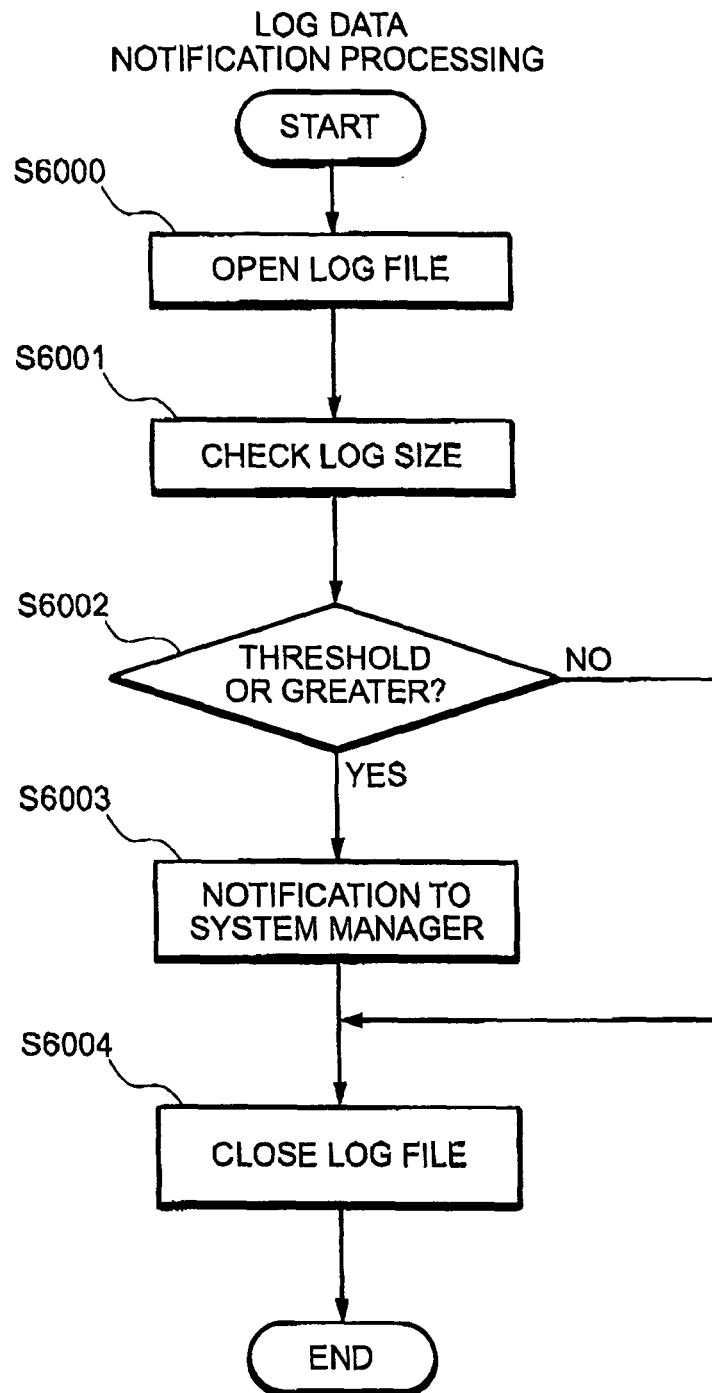 LOG DATA
NOTIFICATION PROCESSING
START
S6000
OPEN LOG FILE
S6001
CHECK LOG SIZE
S6002
THRESHOLD
OR GREATER?
NO
YES
S6003
NOTIFICATION TO
SYSTEM MANAGER
S6004
CLOSE LOG FILE
END